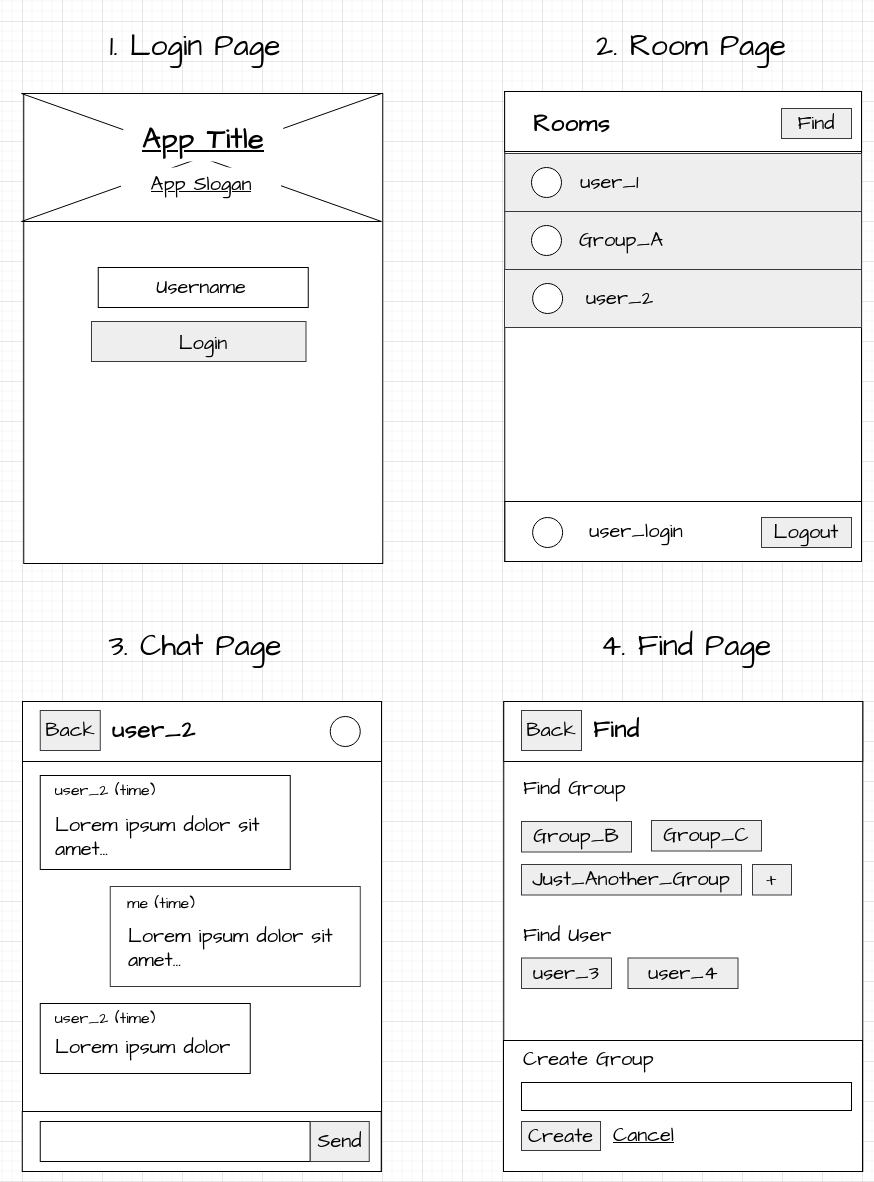 1. Login Page
App Title
App Slogan
Username
Login
2. Room Page
Rooms
Find
user_1
Group_A
user_2
user_login
Logout
3. Chat Page
Back
user_2
user_2 (time)
Lorem ipsum dolor sit
amet...
me (time)
Lorem ipsum dolor sit
amet...
user_2 (time)
Lorem ipsum dolor
Send
4. Find Page
Back
Find
Find Group
Group_B
Group_C
Just_Another_Group
+
Find User
user_3
user_4
Create Group
Create
Cancel